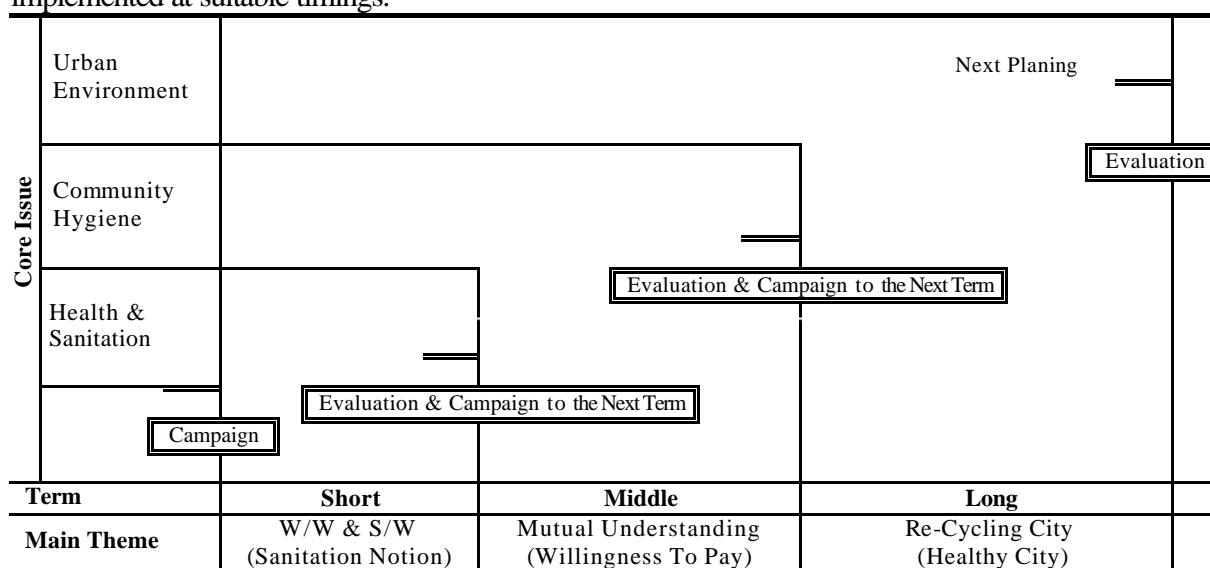 implemented at suitable timings.
Urban
Environment
Next Planing
Evaluation
Core Issue
Community
Hygiene
Evaluation & Campaign to the Next Term
Health &
Sanitation
Evaluation & Campaign to the Next Term
Campaign
Term Short Middle Long
Main Theme
W/W & S/W
(Sanitation Notion)
Mutual Understanding
(Willingness To Pay)
Re-Cycling City
(Healthy City)